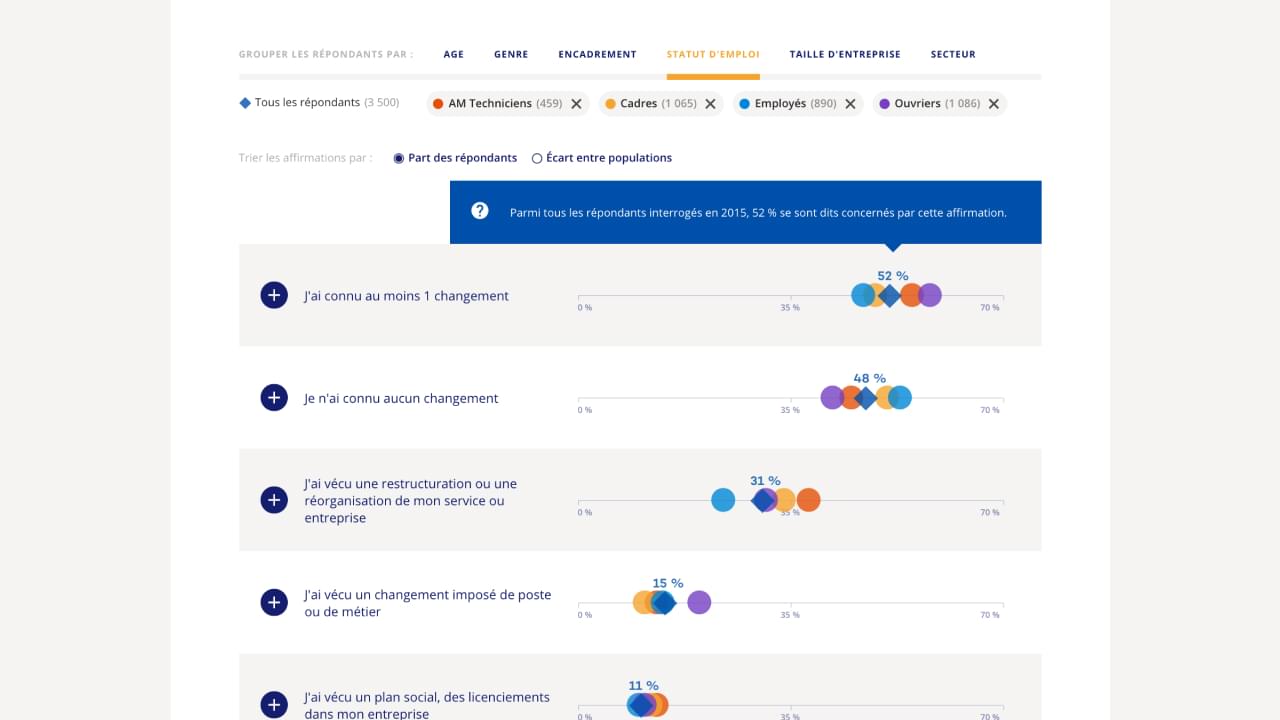 GROUPER LES RÉPONDANTS PAR : AGE GENRE ENCADREMENT STATUT D'EMPLOI TAILLE D'ENTREPRISE SECTEUR
Tous les répondants (3 500) AM Techniciens (459) Cadres (1 065) Employés (890) Ouvriers (1 086)
Trier les affirmations par : Part des répondants Écart entre populations
? Parmi tous les répondants interrogés en 2015, 52 % se sont dits concernés par cette affirmation.
52 %
J'ai connu au moins 1 changement
0 % 35 % 70 %
48 %
Je n'ai connu aucun changement
0 % 35 % 70 %
31 %
J'ai vécu une restructuration ou une
réorganisation de mon service ou
entreprise
0 % 35 % 70 %
15 %
J'ai vécu un changement imposé de poste
ou de métier
0 % 35 % 70 %
11 %
J'ai vécu un plan social, des licenciements
dans mon entreprise
0 % 35 % 70 %